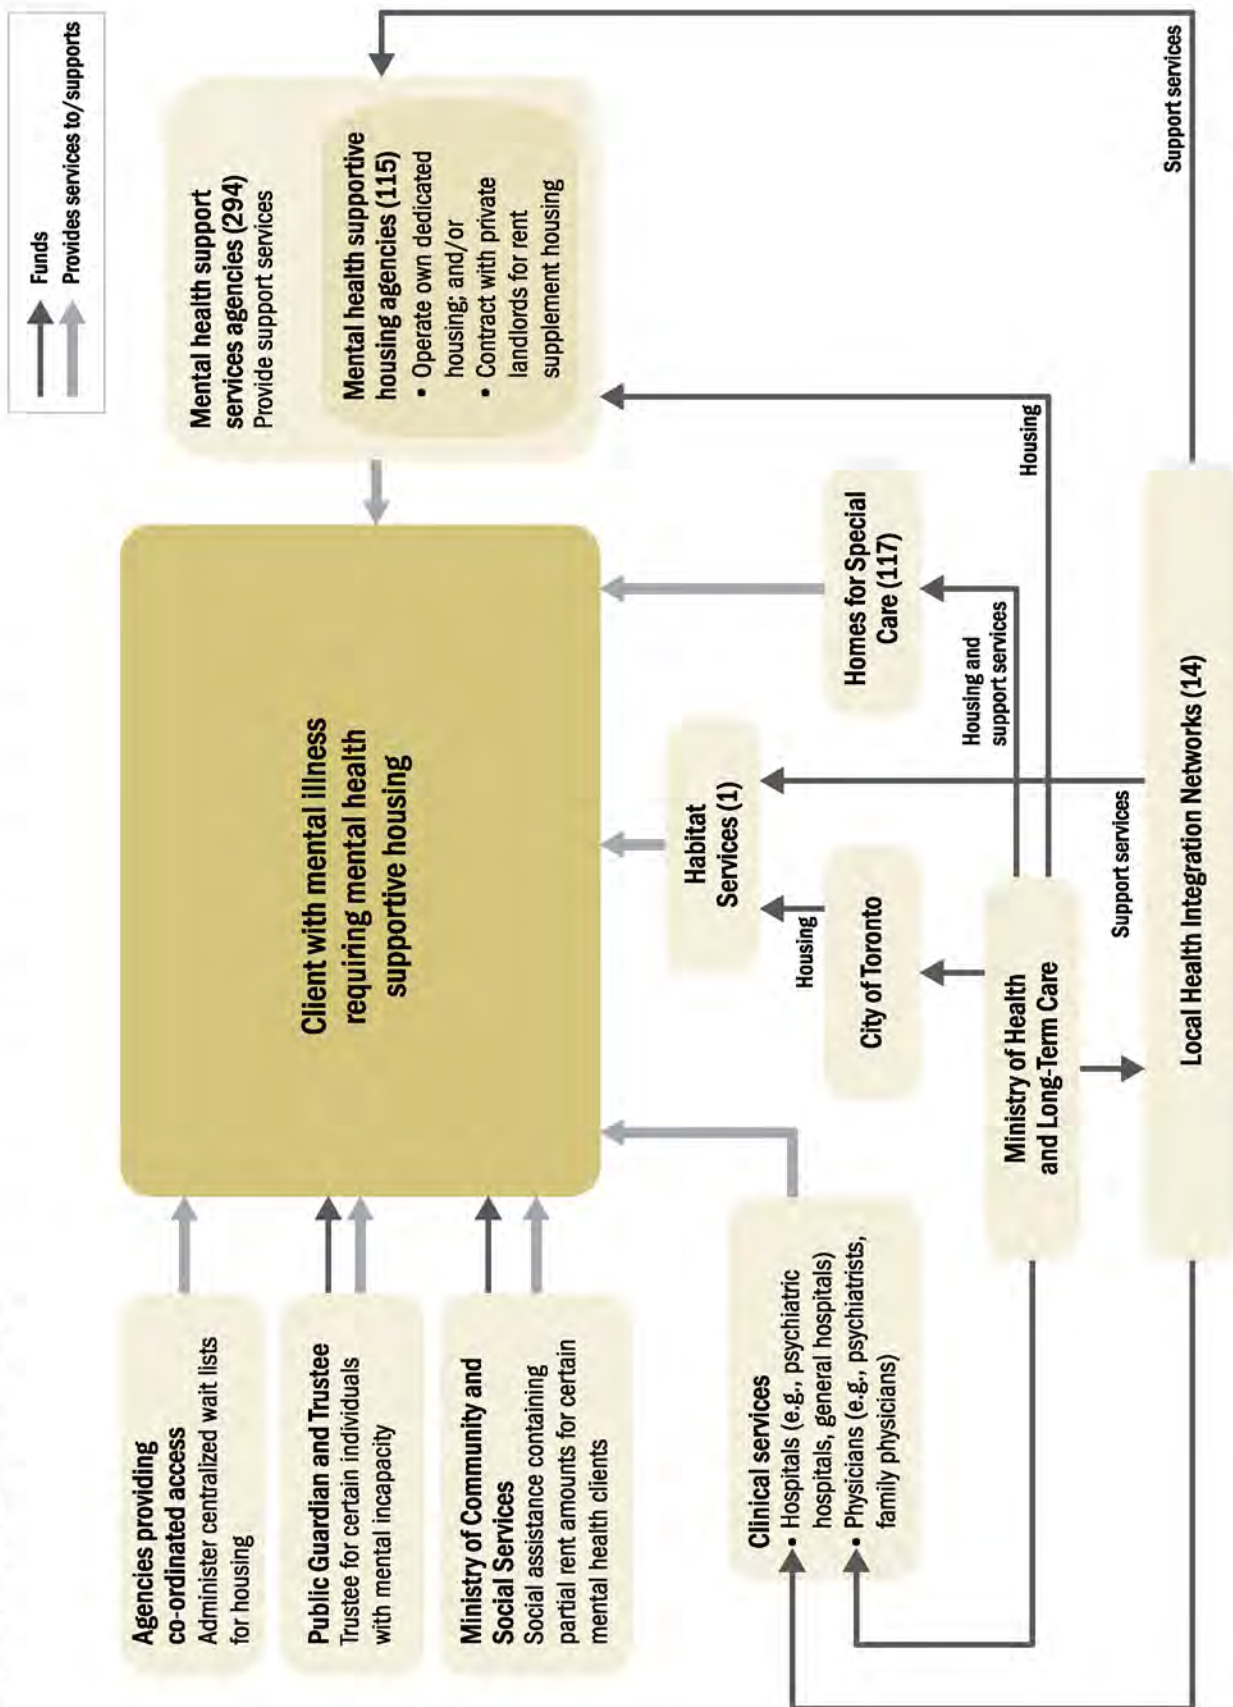 Funds
Provides services to/supports
Agencies providing
co-ordinated access
Administer centralized wait lists
for housing
Public Guardian and Trustee
Trustee for certain individuals
with mental incapacity
Ministry of Community and
Social Services
Social assistance containing
partial rent amounts for certain
mental health clients
Client with mental illness
requiring mental health
supportive housing
Mental health support
services agencies (294)
Provide support services
Mental health supportive
housing agencies (115)
• Operate own dedicated
housing; and/or
• Contract with private
landlords for rent
supplement housing
Clinical services
• Hospitals (e.g., psychiatric
hospitals, general hospitals)
• Physicians (e.g., psychiatrists,
family physicians)
Habitat
Services (1)
Housing
City of Toronto
Homes for Special
Care (117)
Housing and
support services
Housing
Ministry of Health
and Long-Term Care
Support services
Support services
Local Health Integration Networks (14)